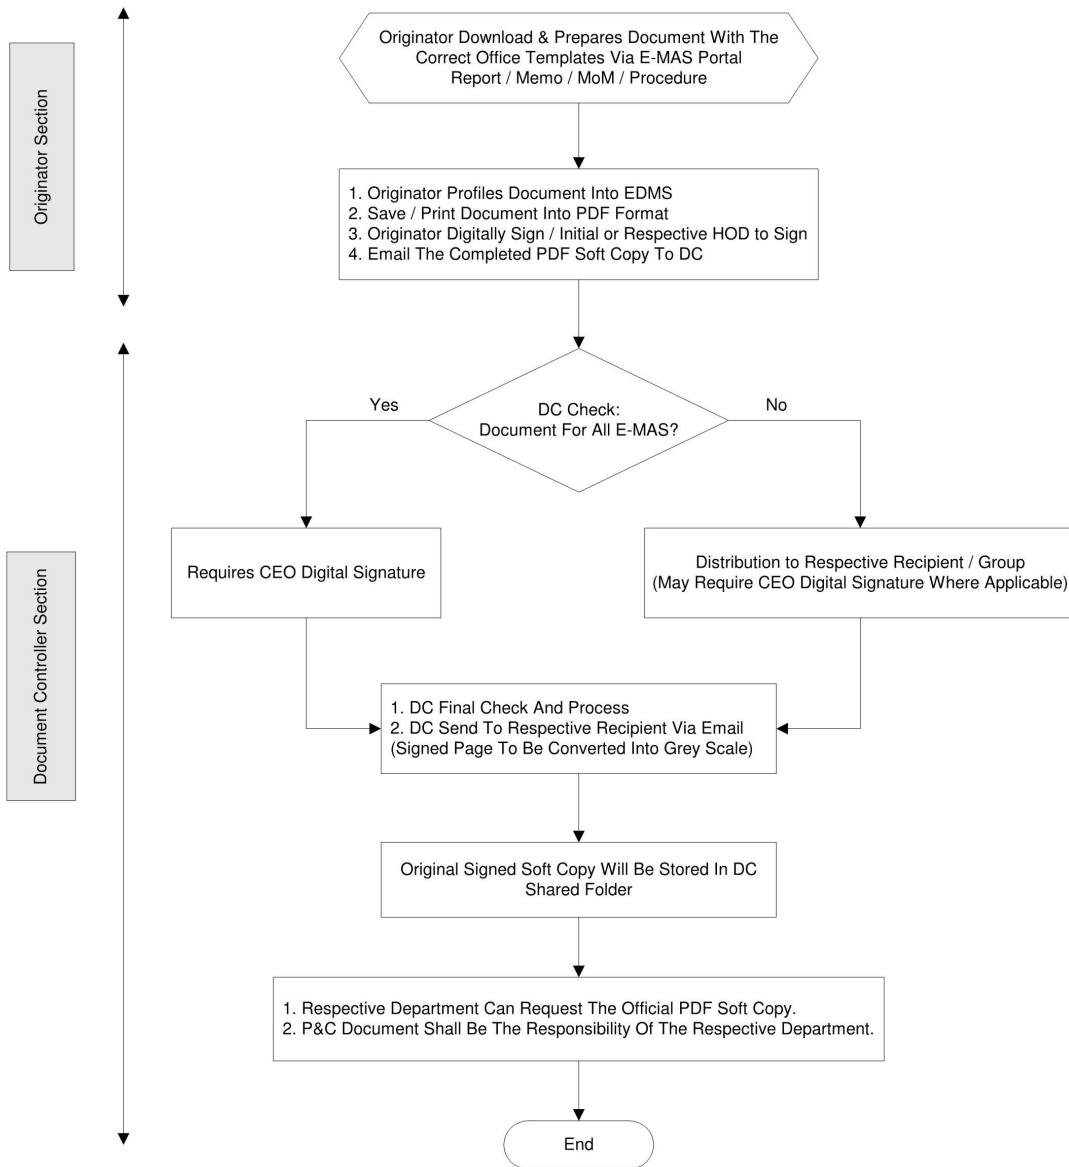 Originator Section
Originator Download & Prepares Document With The
Correct Office Templates Via E-MAS Portal
Report / Memo / MoM / Procedure
1. Originator Profiles Document Into EDMS
2. Save / Print Document Into PDF Format
3. Originator Digitally Sign / Initial or Respective HOD to Sign
4. Email The Completed PDF Soft Copy To DC
Document Controller Section
DC Check:
Document For All E-MAS?
Yes
No
Requires CEO Digital Signature
Distribution to Respective Recipient / Group
(May Require CEO Digital Signature Where Applicable)
1. DC Final Check And Process
2. DC Send To Respective Recipient Via Email
(Signed Page To Be Converted Into Grey Scale)
Original Signed Soft Copy Will Be Stored In DC
Shared Folder
1. Respective Department Can Request The Official PDF Soft Copy.
2. P&C Document Shall Be The Responsibility Of The Respective Department.
End